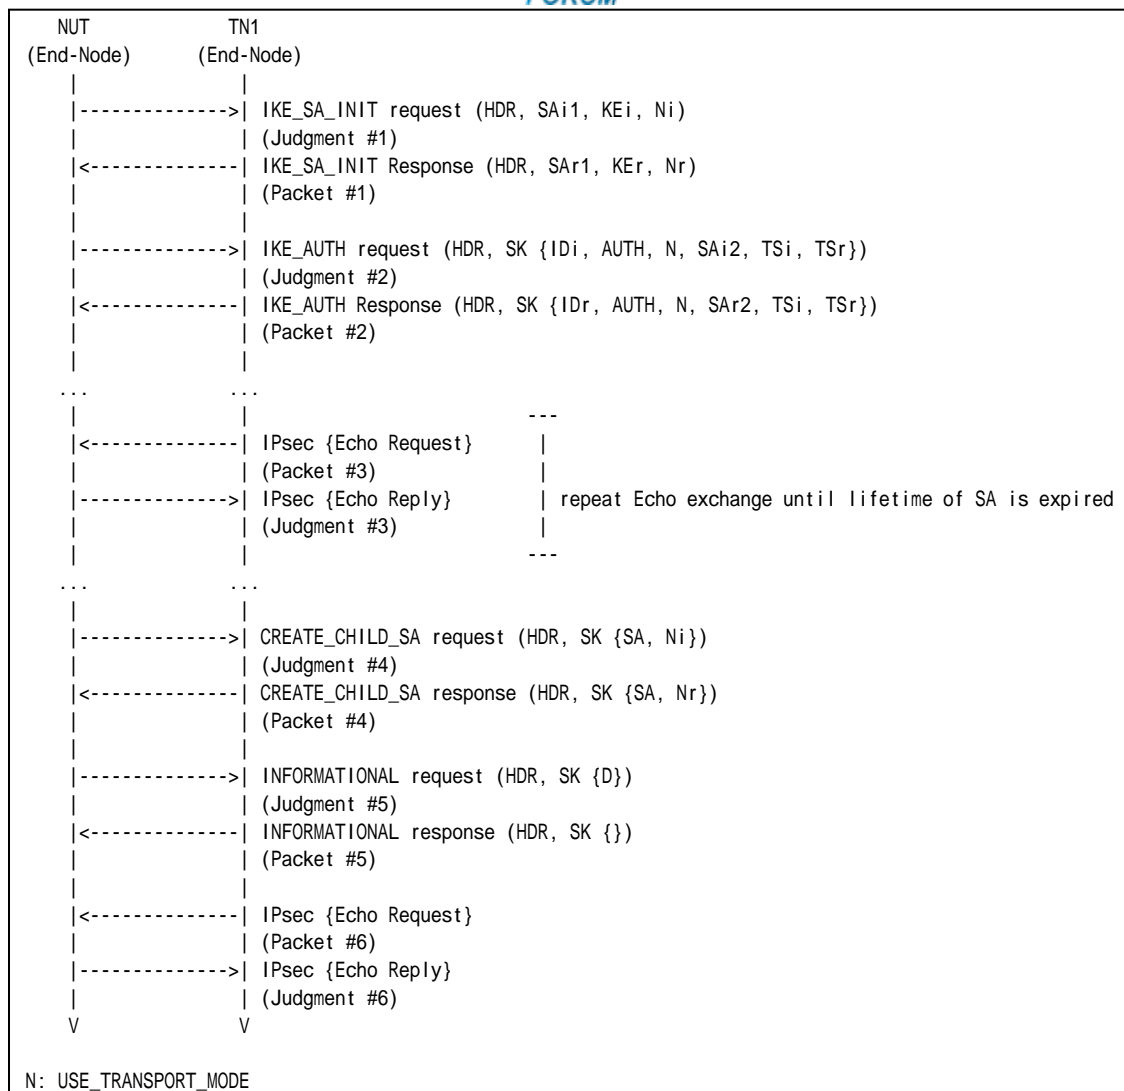 FORUM
NUT TN1
(End-Node) (End-Node)
| |
|-------------->| IKE_SA_INIT request (HDR, SAi1, KEi, Ni)
| | (Judgment #1)
|<--------------| IKE_SA_INIT Response (HDR, SAr1, KEr, Nr)
| | (Packet #1)
| |
|-------------->| IKE_AUTH request (HDR, SK {IDi, AUTH, N, SAi2, TSi, TSr})
| | (Judgment #2)
|<--------------| IKE_AUTH Response (HDR, SK {IDr, AUTH, N, SAr2, TSi, TSr})
| | (Packet #2)
| |
... ...
| | ---
|<--------------| IPsec {Echo Request} |
| | (Packet #3) |
|-------------->| IPsec {Echo Reply} | repeat Echo exchange until lifetime of SA is expired
| | (Judgment #3) |
| | ---
... ...
| |
|-------------->| CREATE_CHILD_SA request (HDR, SK {SA, Ni})
| | (Judgment #4)
|<--------------| CREATE_CHILD_SA response (HDR, SK {SA, Nr})
| | (Packet #4)
| |
|-------------->| INFORMATIONAL request (HDR, SK {D})
| | (Judgment #5)
|<--------------| INFORMATIONAL response (HDR, SK {})
| | (Packet #5)
| |
|<--------------| IPsec {Echo Request}
| | (Packet #6)
|-------------->| IPsec {Echo Reply}
| | (Judgment #6)
V V
N: USE_TRANSPORT_MODE